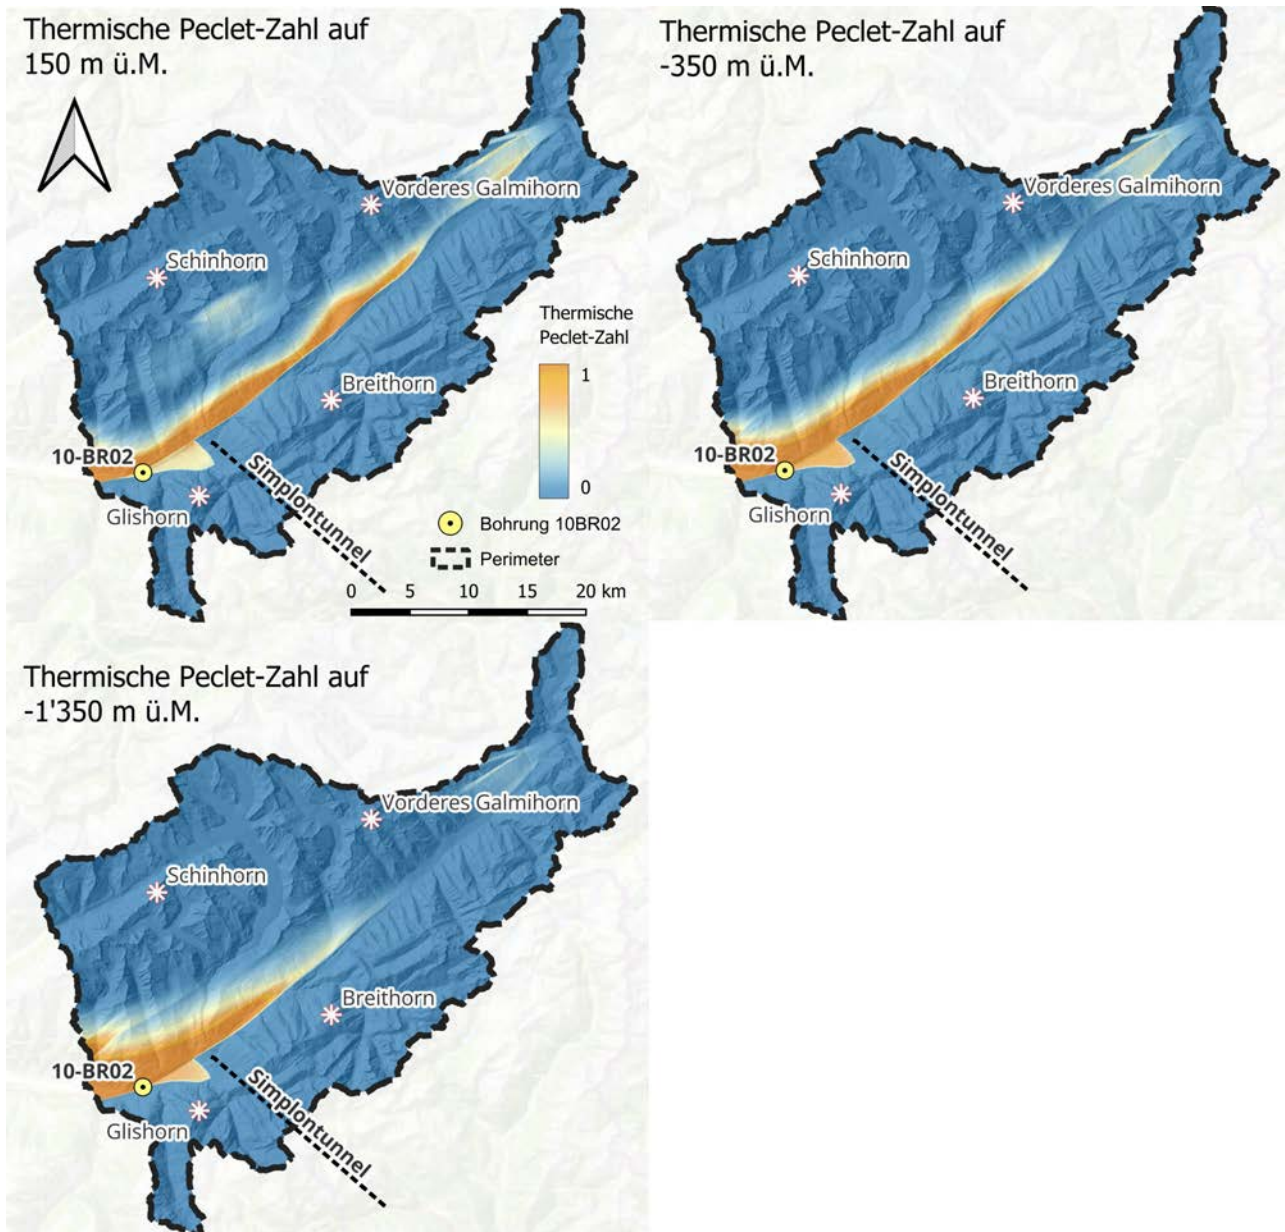 Thermische Peclet-Zahl auf
150 m ü.M.
Vorderes Galmihorn
Schinhorn
Thermische
Peclet-Zahl
1
0
Breithorn
10-BR02
Simplontunnel
Glishorn
Bohrung 10BR02
Perimeter
0 5 10 15 20 km
Thermische Peclet-Zahl auf
-350 m ü.M.
Vorderes Galmihorn
Schinhorn
Breithorn
10-BR02
Simplontunnel
Glishorn
Thermische Peclet-Zahl auf
-1'350 m ü.M.
Vorderes Galmihorn
Schinhorn
Breithorn
10-BR02
Simplontunnel
Glishorn